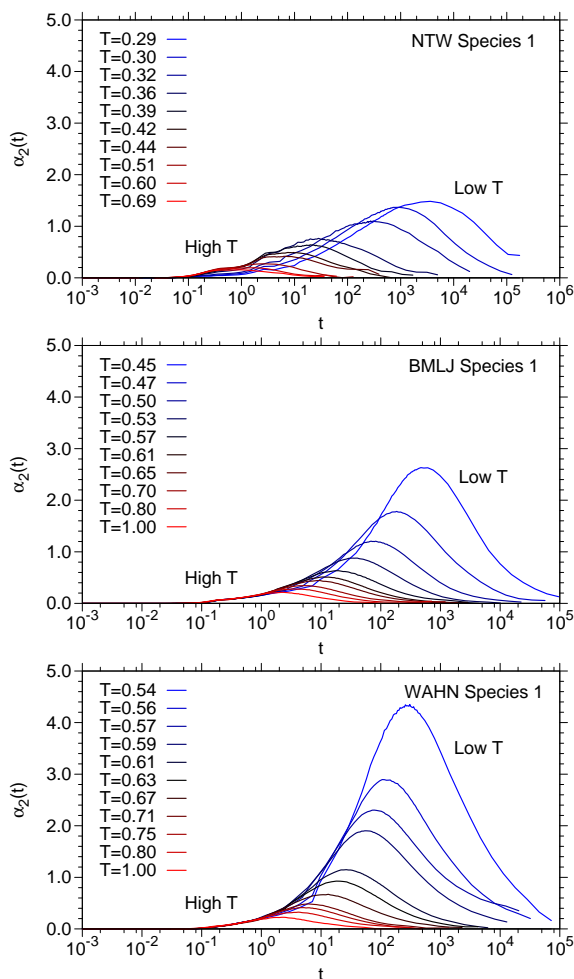 NTW Species 1
α₂(t)
5.0
4.0
3.0
2.0
1.0
0.0
T=0.29
T=0.30
T=0.32
T=0.36
T=0.39
T=0.42
T=0.44
T=0.51
T=0.60
T=0.69
High T
Low T
10⁻³ 10⁻² 10⁻¹ 10⁰ 10¹ 10² 10³ 10⁴ 10⁵ 10⁶
t
BMLJ Species 1
α₂(t)
5.0
4.0
3.0
2.0
1.0
0.0
T=0.45
T=0.47
T=0.50
T=0.53
T=0.57
T=0.61
T=0.65
T=0.70
T=0.80
T=1.00
High T
Low T
10⁻³ 10⁻² 10⁻¹ 10⁰ 10¹ 10² 10³ 10⁴ 10⁵
t
WAHN Species 1
α₂(t)
5.0
4.0
3.0
2.0
1.0
0.0
T=0.54
T=0.56
T=0.57
T=0.59
T=0.61
T=0.63
T=0.67
T=0.71
T=0.75
T=0.80
T=1.00
High T
Low T
10⁻³ 10⁻² 10⁻¹ 10⁰ 10¹ 10² 10³ 10⁴ 10⁵
t